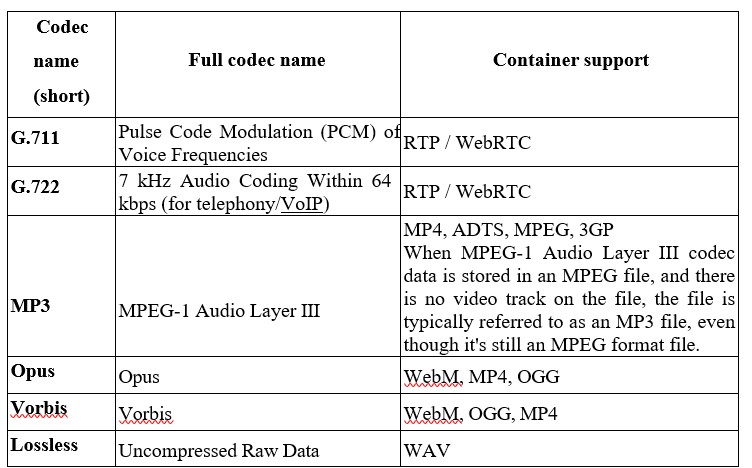 Codec
name
(short)
Full codec name
Container support
G.711
Pulse Code Modulation (PCM) of
Voice Frequencies
RTP / WebRTC
G.722
7 kHz Audio Coding Within 64
kbps (for telephony/VoIP)
RTP / WebRTC
MP3
MPEG-1 Audio Layer III
MP4, ADTS, MPEG, 3GP
When MPEG-1 Audio Layer III codec
data is stored in an MPEG file, and there
is no video track on the file, the file is
typically referred to as an MP3 file, even
though it's still an MPEG format file.
Opus
Opus
WebM, MP4, OGG
Vorbis
Vorbis
WebM, OGG, MP4
Lossless
Uncompressed Raw Data
WAV